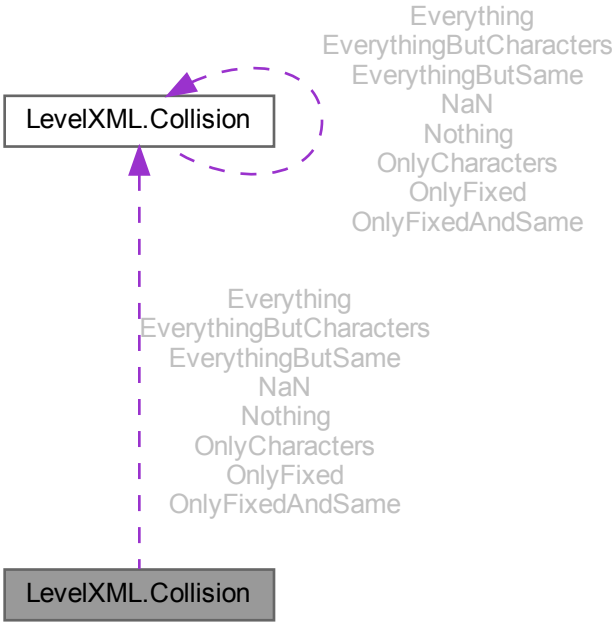 Everything
EverythingButCharacters
EverythingButSame
NaN
Nothing
OnlyCharacters
OnlyFixed
OnlyFixedAndSame
LevelXML.Collision
Everything
EverythingButCharacters
EverythingButSame
NaN
Nothing
OnlyCharacters
OnlyFixed
OnlyFixedAndSame
LevelXML.Collision